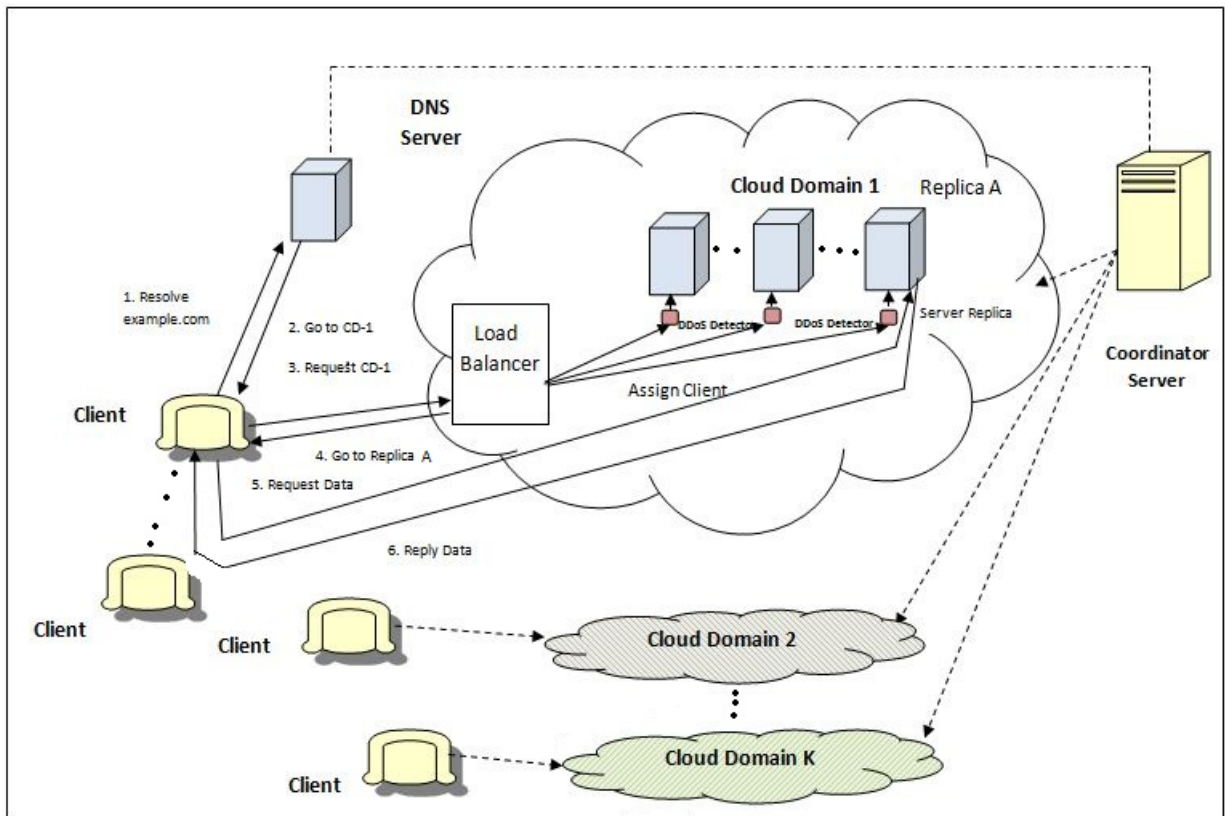 DNS
Server
Cloud Domain 1
Replica A
1. Resolve
example.com
2. Go to CD-1
3. Request CD-1
Load
Balancer
DDoS Detector
DDoS Detector
Server Replica
Coordinator
Server
Assign Client
Client
4. Go to Replica A
5. Request Data
6. Reply Data
Client
Client
Cloud Domain 2
Client
Cloud Domain K